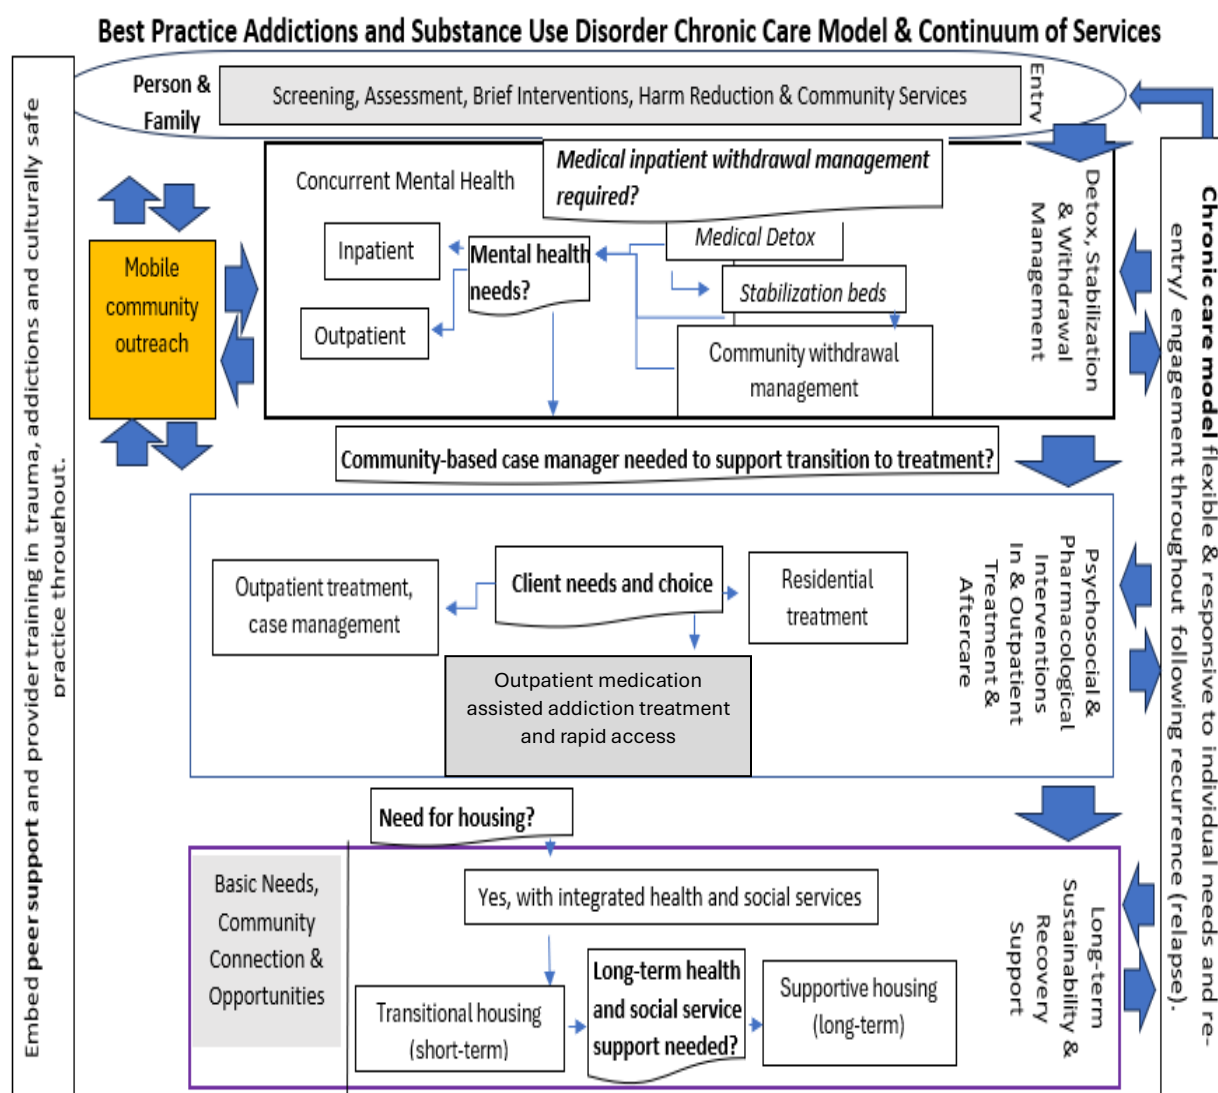 Best Practice Addictions and Substance Use Disorder Chronic Care Model & Continuum of Services
Embed peer support and provider training in trauma, addictions and culturally safe
practice throughout.
Person &
Family
Screening, Assessment, Brief Interventions, Harm Reduction & Community Services
Entry
Medical inpatient withdrawal management
required?
Concurrent Mental Health
Inpatient
Outpatient
Mental health
needs?
Medical Detox
Stabilization beds
Community withdrawal
management
Detox, Stabilization
& Withdrawal
Management
Mobile
community
outreach
Community-based case manager needed to support transition to treatment?
Outpatient treatment,
case management
Client needs and choice
Residential
treatment
Outpatient medication
assisted addiction treatment
and rapid access
Psychosocial &
Pharmacological
Interventions
In & Outpatient
Treatment &
Aftercare
Need for housing?
Basic Needs,
Community
Connection &
Opportunities
Yes, with integrated health and social services
Transitional housing
(short-term)
Long-term health
and social service
support needed?
Supportive housing
(long-term)
Long-term
Sustainability &
Recovery
Support
Chronic care model flexible & responsive to individual needs and re-
entry/ engagement throughout following recurrence (relapse).